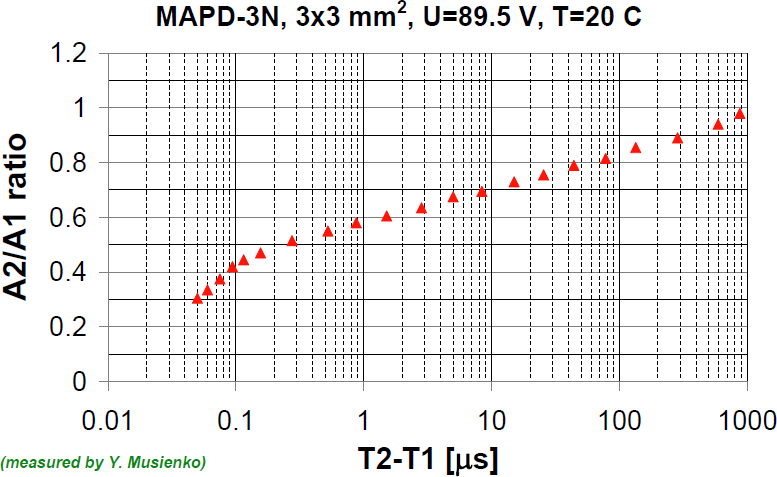 MAPD-3N, 3x3 mm², U=89.5 V, T=20 C
1.2
1
0.8
0.6
0.4
0.2
0
A2/A1 ratio
0.01 0.1 1 10 100 1000
T2-T1 [μs]
(measured by Y. Musienko)